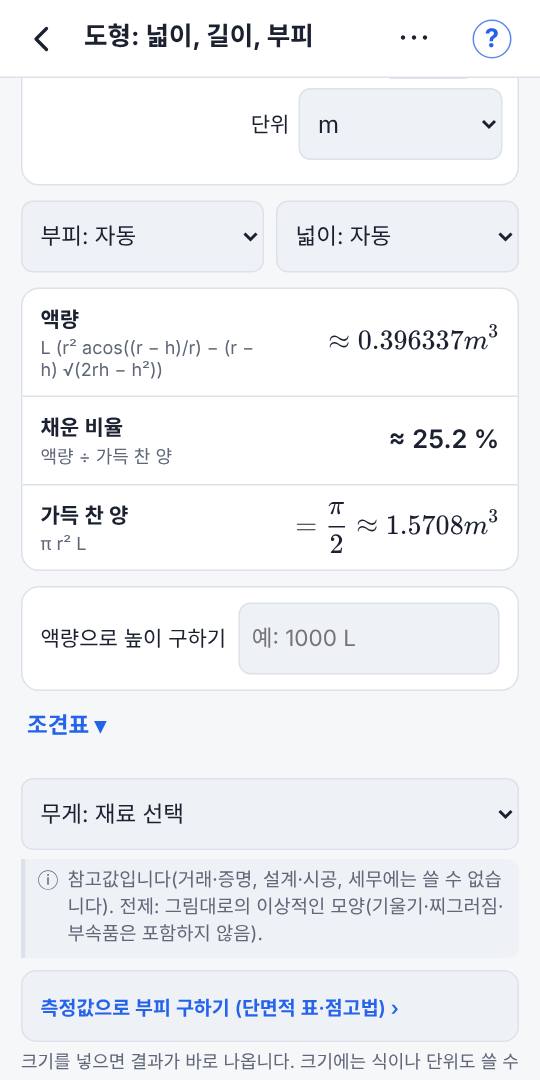 도형: 넓이, 길이, 부피 ··· ?
단위 m
부피: 자동 넓이: 자동
액량
L (r² acos((r − h)/r) − (r −
h) √(2rh − h²))
≈ 0.396337m³
채운 비율
액량 ÷ 가득 찬 양
≈ 25.2 %
가득 찬 양
π r² L
= π/2 ≈ 1.5708m³
액량으로 높이 구하기 예: 1000 L
조견표 ▾
무게: 재료 선택
ⓘ 참고값입니다(거래·증명, 설계·시공, 세무에는 쓸 수 없습
니다). 전제: 그림대로의 이상적인 모양(기울기·찌그러짐·
부속품은 포함하지 않음).
측정값으로 부피 구하기 (단면적 표·점고법) ›
크기를 넣으면 결과가 바로 나옵니다. 크기에는 식이나 단위도 쓸 수